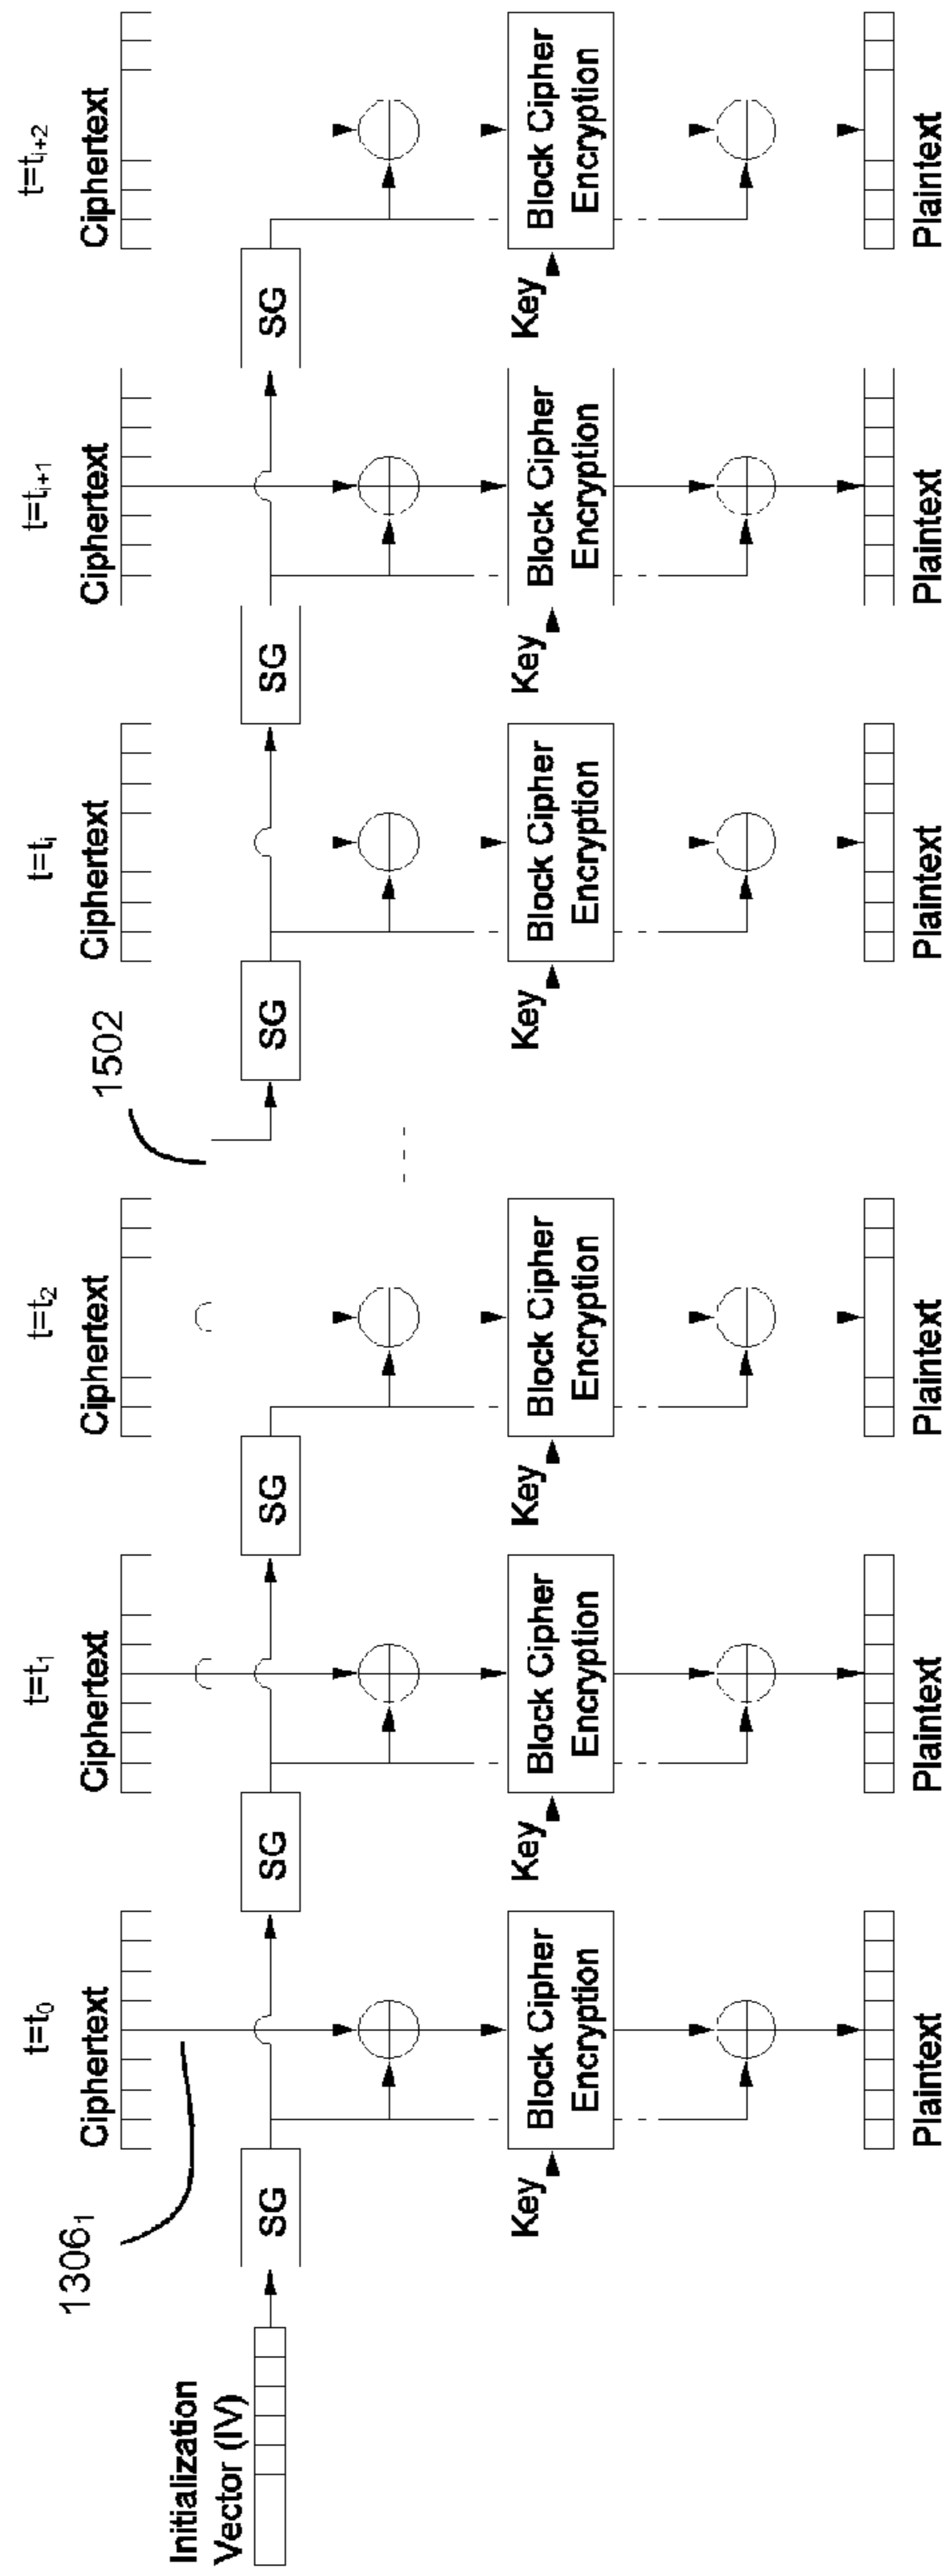 t=t0
t=t1
t=t2
t=ti
t=ti+1
t=ti+2
Ciphertext
Ciphertext
Ciphertext
Ciphertext
Ciphertext
Ciphertext
1306₁
1502
Initialization
Vector (IV)
SG
SG
SG
SG
SG
SG
Key
Block Cipher
Encryption
Key
Block Cipher
Encryption
Key
Block Cipher
Encryption
Key
Block Cipher
Encryption
Key
Block Cipher
Encryption
Key
Block Cipher
Encryption
Plaintext
Plaintext
Plaintext
Plaintext
Plaintext
Plaintext